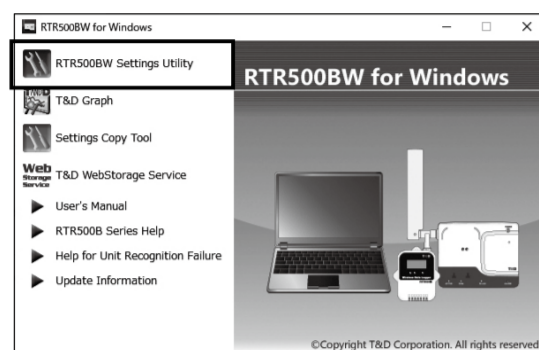 RTR500BW for Windows
RTR500BW Settings Utility
RTR500BW for Windows
T&D Graph
Settings Copy Tool
Web
Storage
Service
T&D WebStorage Service
User's Manual
RTR500B Series Help
Help for Unit Recognition Failure
Update Information
©Copyright T&D Corporation. All rights reserved